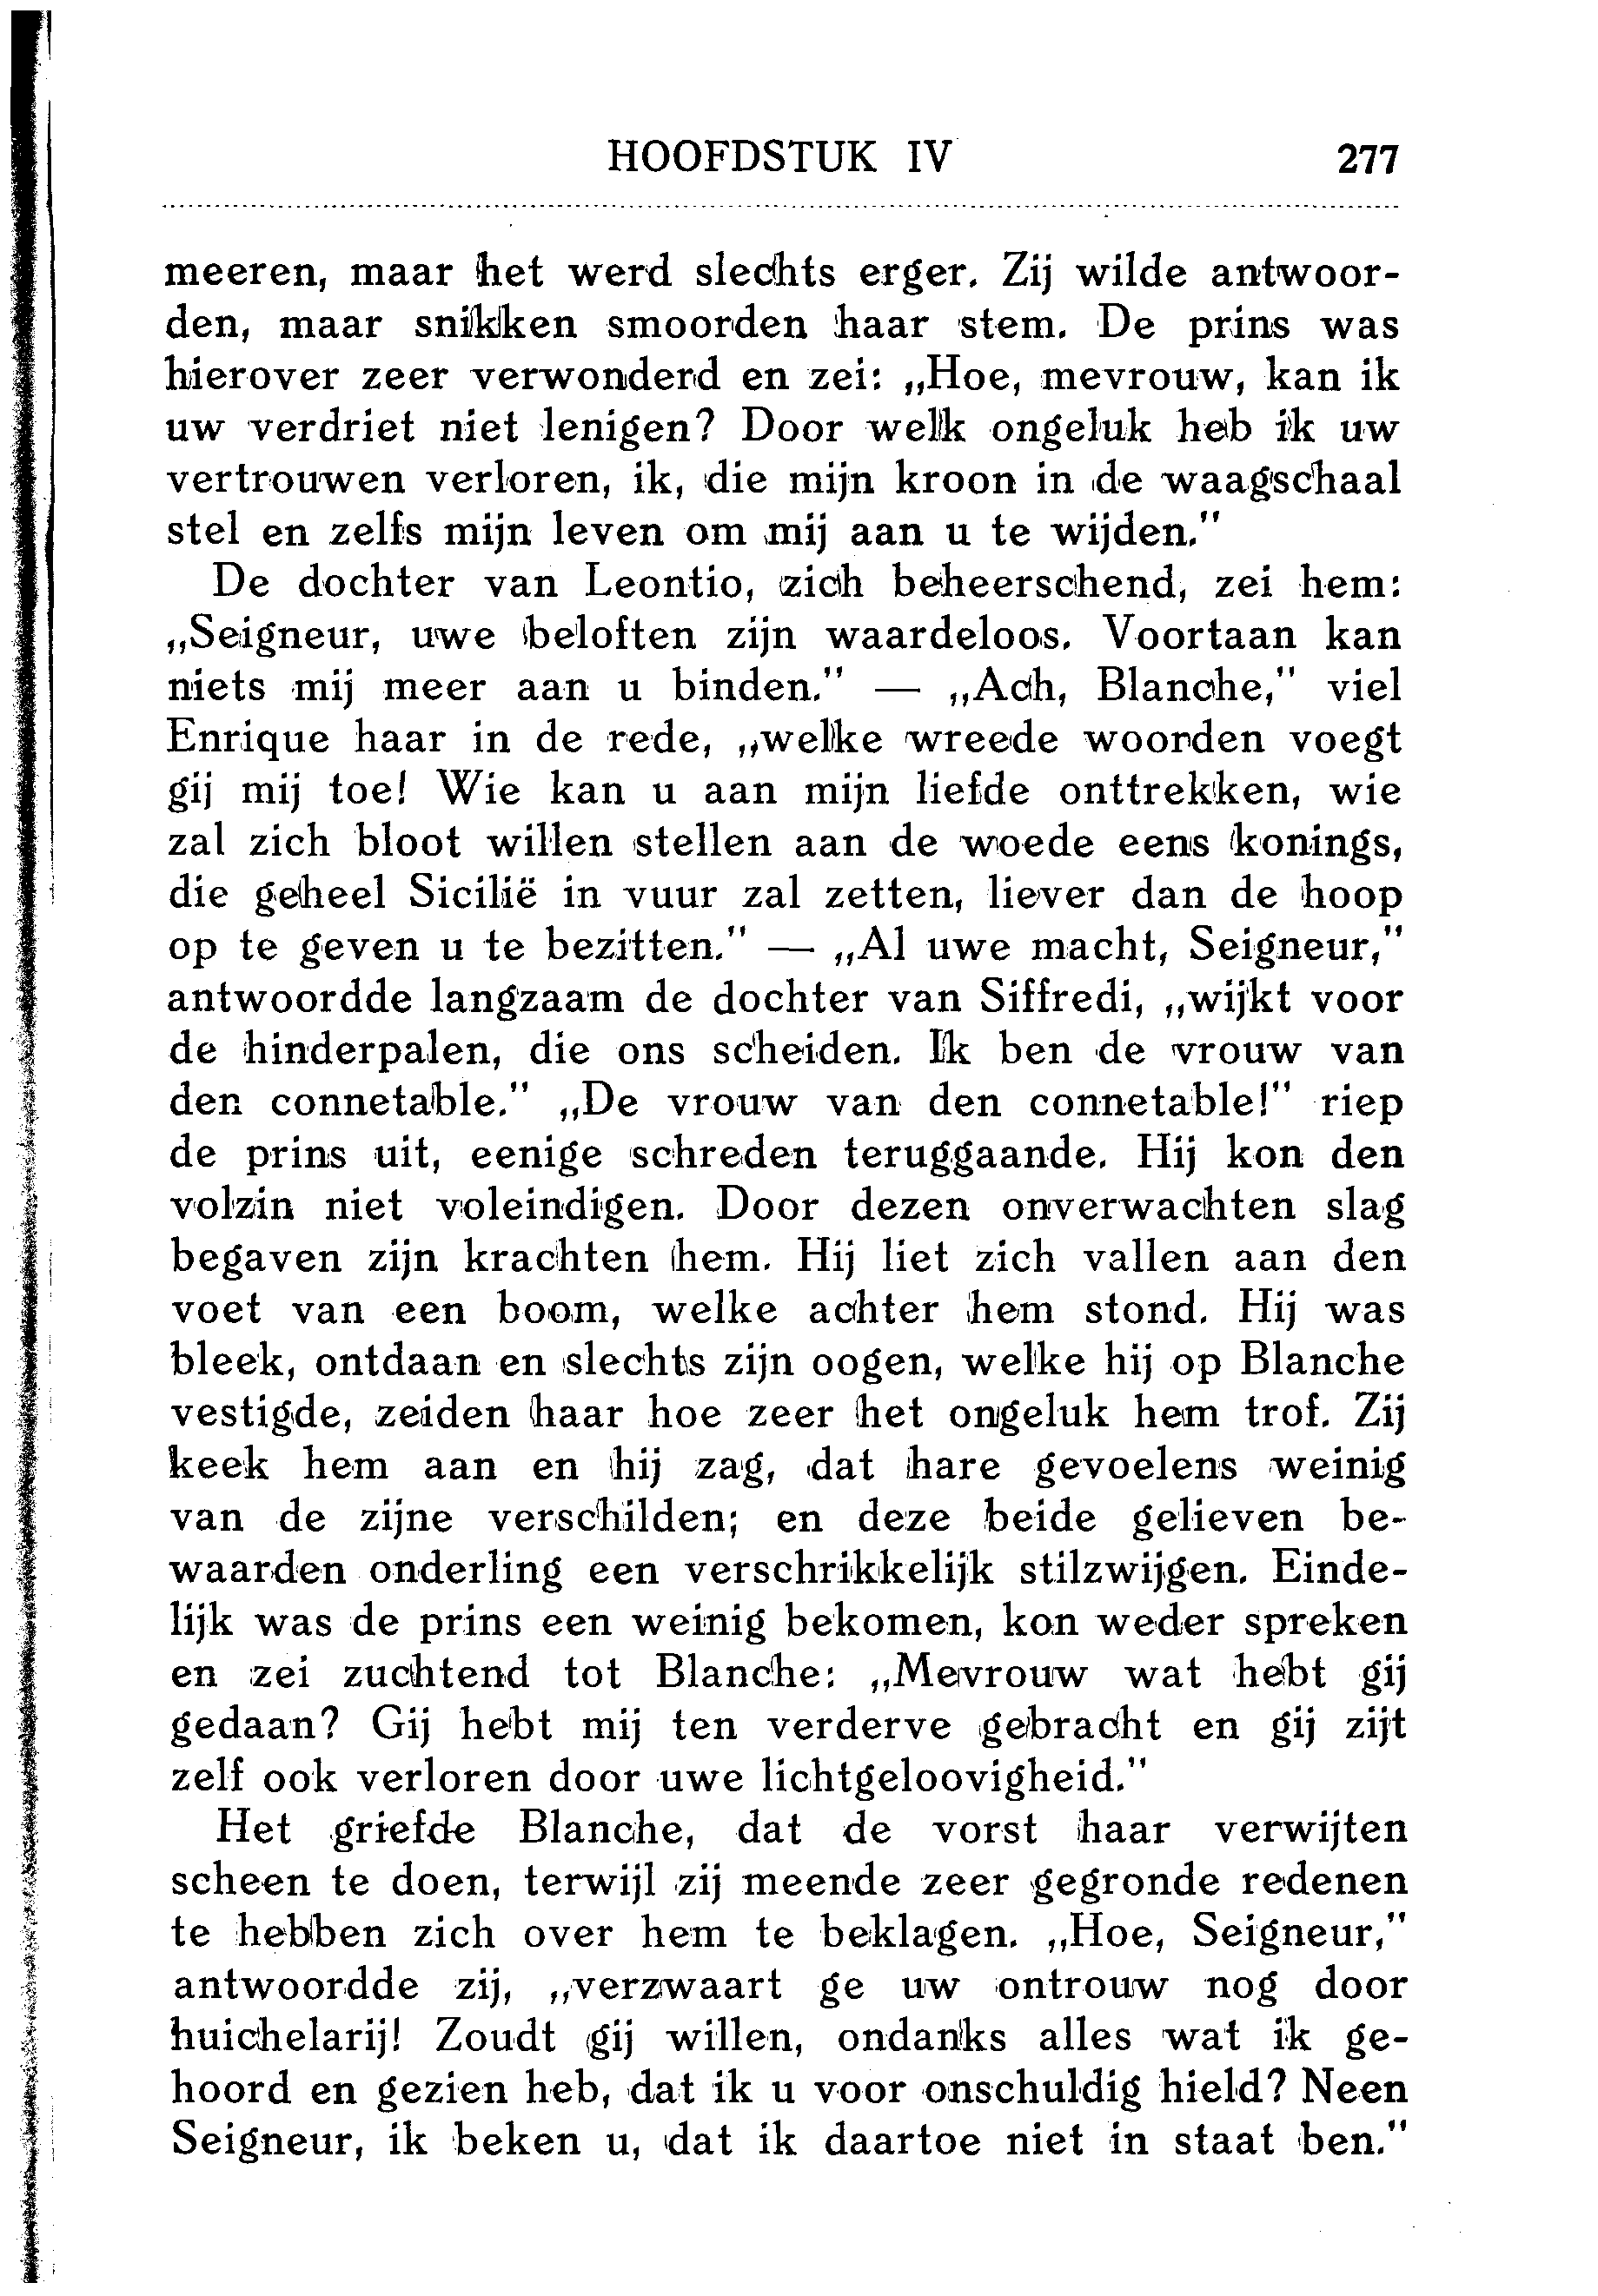 HOOFDSTUK IV 277
meeren, maar het werd slechts erger. Zij wilde antwoor-
den, maar snikken smoorden haar stem. De prins was
hierover zeer verwonderd en zei: „Hoe, mevrouw, kan ik
uw verdriet niet lenigen? Door welk ongeluk heb ik uw
vertrouwen verloren, ik, die mijn kroon in de waagschaal
stel en zelfs mijn leven om mij aan u te wijden."
De dochter van Leontio, zich beheerschend, zei hem:
„Seigneur, uwe beloften zijn waardeloos. Voortaan kan
niets mij meer aan u binden." — „Ach, Blanche," viel
Enrique haar in de rede, „welke wreede woorden voegt
gij mij toe! Wie kan u aan mijn liefde onttrekken, wie
zal zich bloot willen stellen aan de woede eens konings,
die geheel Sicilië in vuur zal zetten, liever dan de hoop
op te geven u te bezitten." — „Al uwe macht, Seigneur,"
antwoordde langzaam de dochter van Siffredi, „wijkt voor
de hinderpalen, die ons scheiden. Ik ben de vrouw van
den connetable." „De vrouw van den connetable!" riep
de prins uit, eenige schreden teruggaande. Hij kon den
volzin niet voleindigen. Door dezen onverwachten slag
begaven zijn krachten hem. Hij liet zich vallen aan den
voet van een boom, welke achter hem stond. Hij was
bleek, ontdaan en slechts zijn oogen, welke hij op Blanche
vestigde, zeiden haar hoe zeer het ongeluk hem trof. Zij
keek hem aan en hij zag, dat hare gevoelens weinig
van de zijne verschilden; en deze beide gelieven be-
waarden onderling een verschrikkelijk stilzwijgen. Einde-
lijk was de prins een weinig bekomen, kon weder spreken
en zei zuchtend tot Blanche: „Mevrouw wat hebt gij
gedaan? Gij hebt mij ten verderve gebracht en gij zijt
zelf ook verloren door uwe lichtgeloovigheid."
Het griefde Blanche, dat de vorst haar verwijten
scheen te doen, terwijl zij meende zeer gegronde redenen
te hebben zich over hem te beklagen. „Hoe, Seigneur,"
antwoordde zij, „verzwaart ge uw ontrouw nog door
huichelarij! Zoudt gij willen, ondanks alles wat ik ge-
hoord en gezien heb, dat ik u voor onschuldig hield? Neen
Seigneur, ik beken u, dat ik daartoe niet in staat ben."